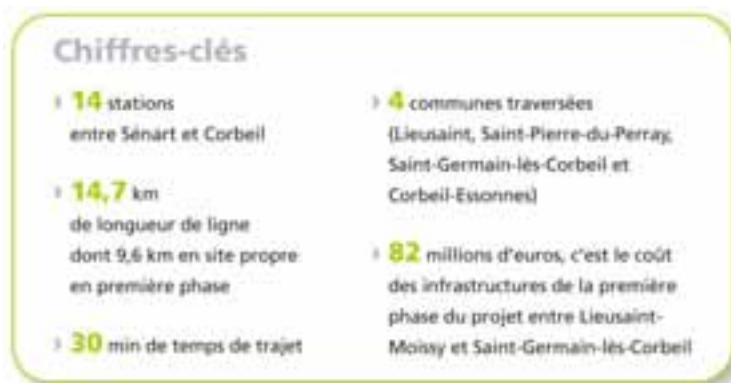 Chiffres-clés
14 stations
entre Sénart et Corbeil
14,7 km
de longueur de ligne
dont 9,6 km en site propre
en première phase
30 min de temps de trajet
4 communes traversées
(Lieusaint, Saint-Pierre-du-Perray,
Saint-Germain-lès-Corbeil et
Corbeil-Essonnes)
82 millions d'euros, c'est le coût
des infrastructures de la première
phase du projet entre Lieusaint-
Moissy et Saint-Germain-lès-Corbeil